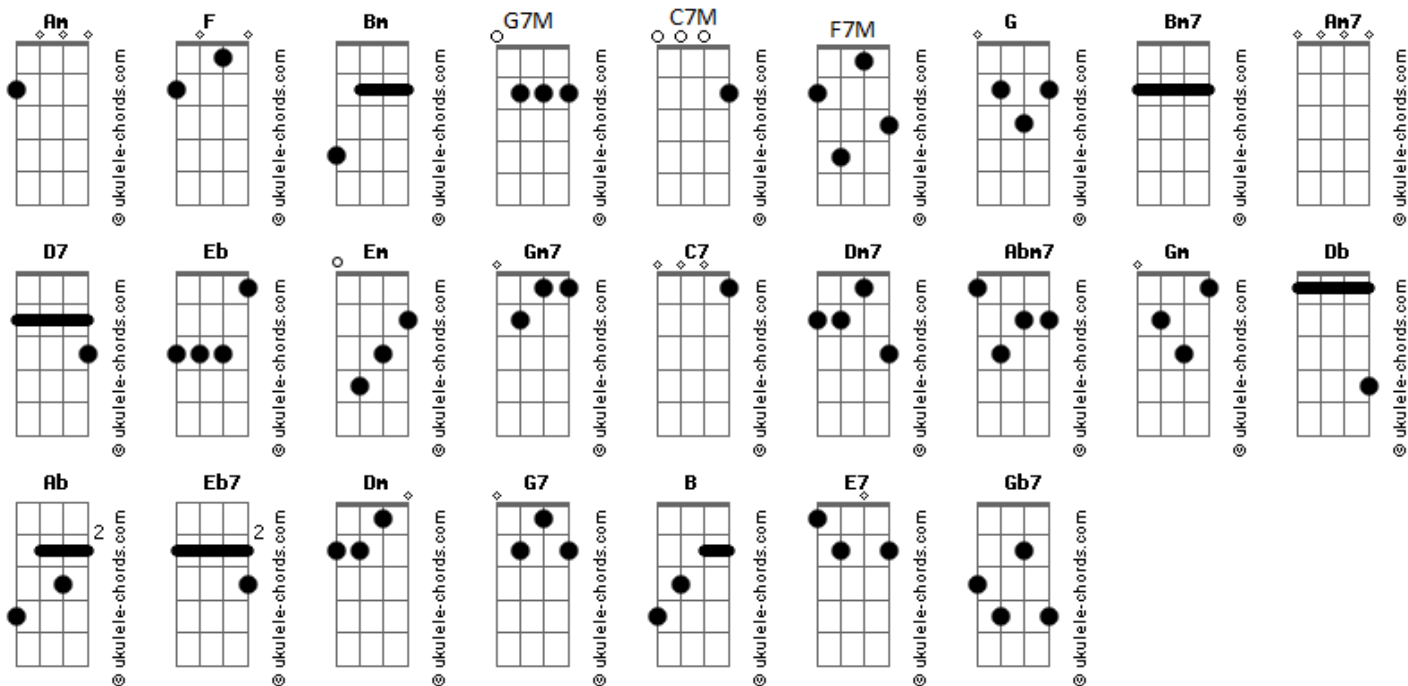 Am F Bm G7M C7M F7M G Bm7 Am7
© ukulele-chords.com © ukulele-chords.com © ukulele-chords.com © ukulele-chords.com © ukulele-chords.com © ukulele-chords.com © ukulele-chords.com © ukulele-chords.com © ukulele-chords.com
D7 Eb Em Gm7 C7 Dm7 Abm7 Gm Db
© ukulele-chords.com © ukulele-chords.com © ukulele-chords.com © ukulele-chords.com © ukulele-chords.com © ukulele-chords.com © ukulele-chords.com © ukulele-chords.com © ukulele-chords.com
Ab Eb7 Dm G7 B E7 Gb7
2 2
© ukulele-chords.com © ukulele-chords.com © ukulele-chords.com © ukulele-chords.com © ukulele-chords.com © ukulele-chords.com © ukulele-chords.com